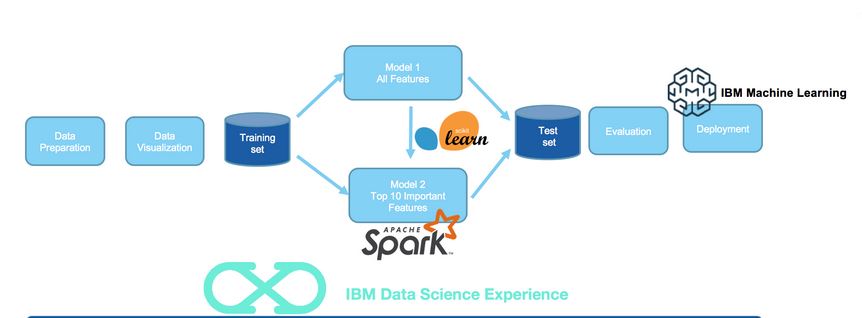 Model 1
All Features
IBM Machine Learning
Data
Preparation
Data
Visualization
Training
set
scikit
learn
Test
set
Evaluation
Deployment
Model 2
Top 10 Important
Features
APACHE
Spark™
IBM Data Science Experience